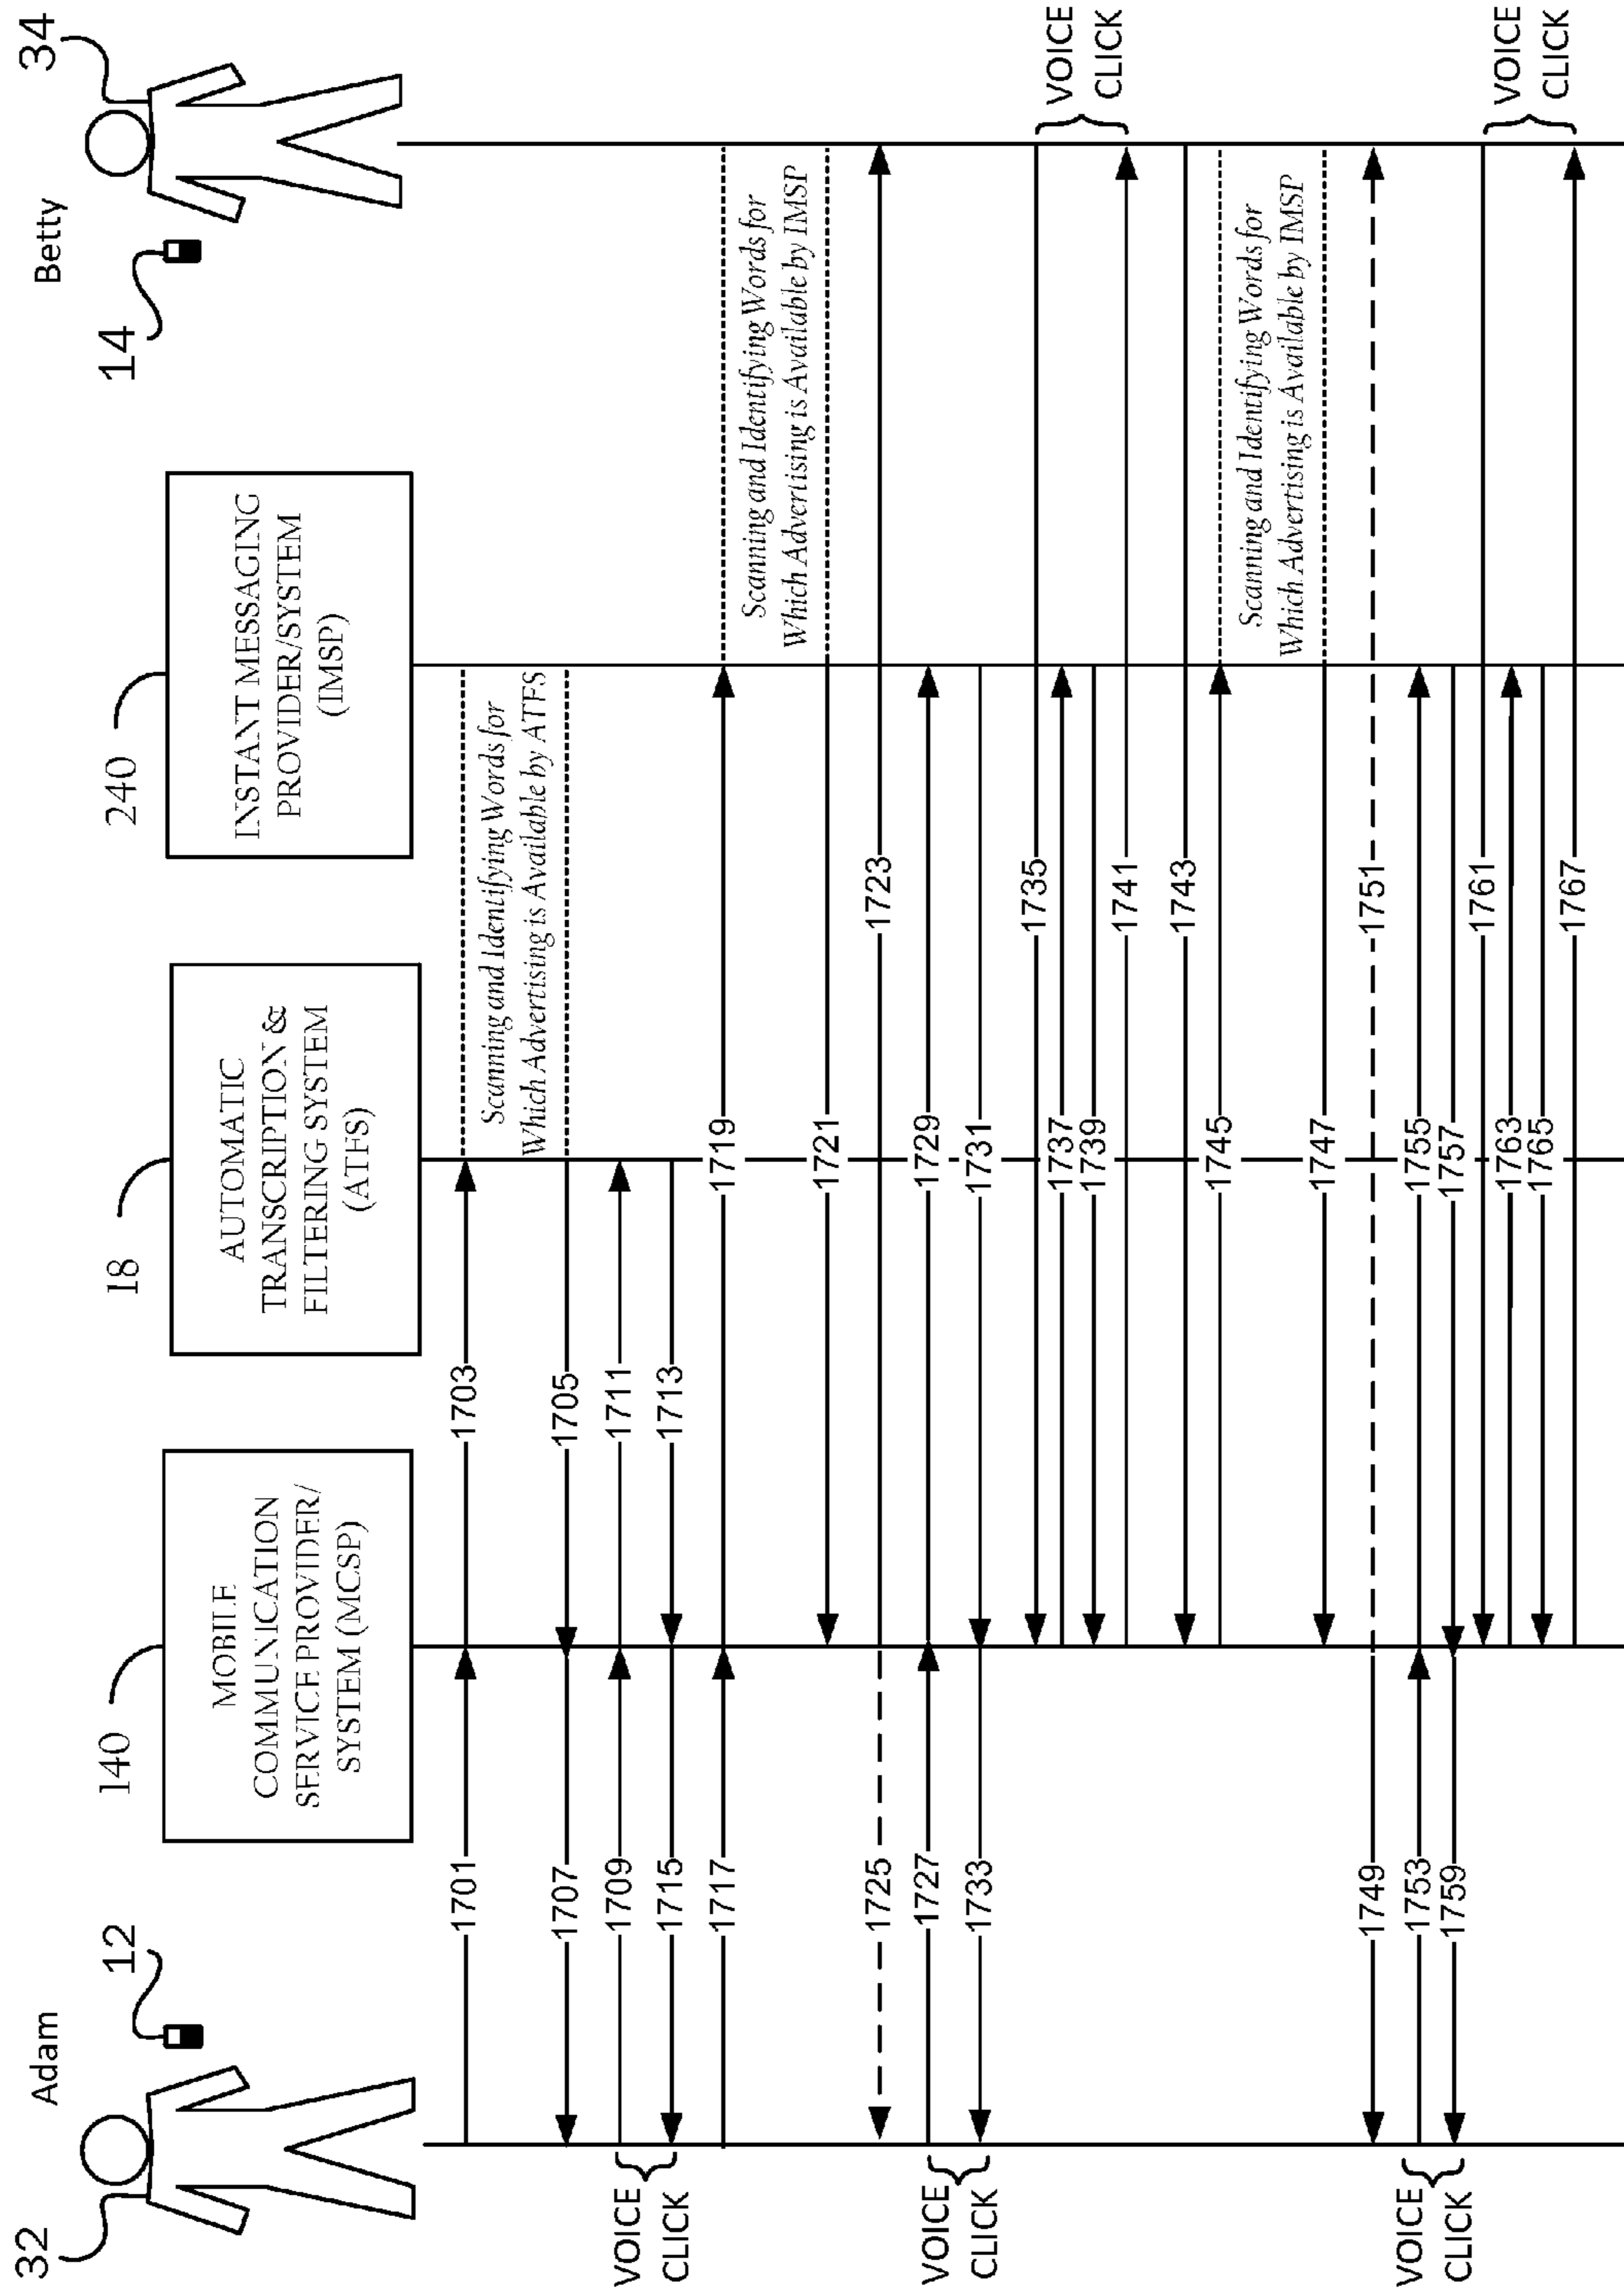 Adam
32
12
140
MOBILE
COMMUNICATION
SERVICE PROVIDER/
SYSTEM (MCSP)
18
AUTOMATIC
TRANSCRIPTION &
FILTERING SYSTEM
(ATFS)
240
INSTANT MESSAGING
PROVIDER/SYSTEM
(IMSP)
Betty
14
34
1701
1703
Scanning and Identifying Words for
Which Advertising is Available by ATFS
1707
1705
VOICE
CLICK
1709
1711
1715
1713
1717
1719
Scanning and Identifying Words for
Which Advertising is Available by IMSP
1721
1725
1723
VOICE
CLICK
1727
1729
1733
1731
1735
VOICE
CLICK
1737
1739
1741
1743
1745
Scanning and Identifying Words for
Which Advertising is Available by IMSP
1747
1749
1751
VOICE
CLICK
1753
1755
1759
1757
1761
VOICE
CLICK
1763
1765
1767